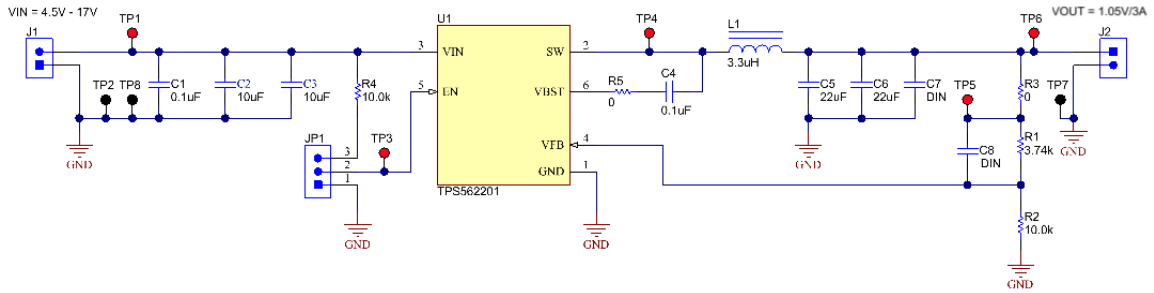 VIN = 4.5V - 17V
VOUT = 1.05V/3A
J1
TP1
U1
TP4
L1
TP6
J2
3
VIN
SW
2
3.3uH
TP2
TP8
C1
0.1uF
C2
10uF
C3
10uF
R4
10.0k
5
EN
VBST
6
R5
0
C4
0.1uF
C5
22uF
C6
22uF
C7
DIN
TP5
R3
0
TP7
GND
JP1
3
2
1
TP3
VFB
4
GND
1
TPS562201
GND
C8
DIN
R1
3.74k
GND
GND
GND
R2
10.0k
GND